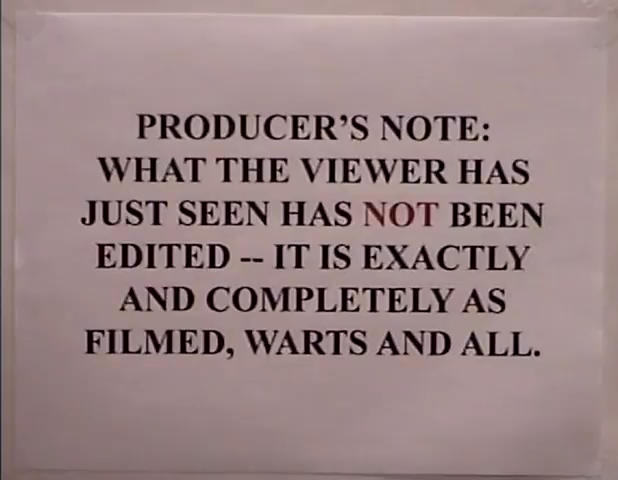 PRODUCER'S NOTE:
WHAT THE VIEWER HAS
JUST SEEN HAS NOT BEEN
EDITED -- IT IS EXACTLY
AND COMPLETELY AS
FILMED, WARTS AND ALL.